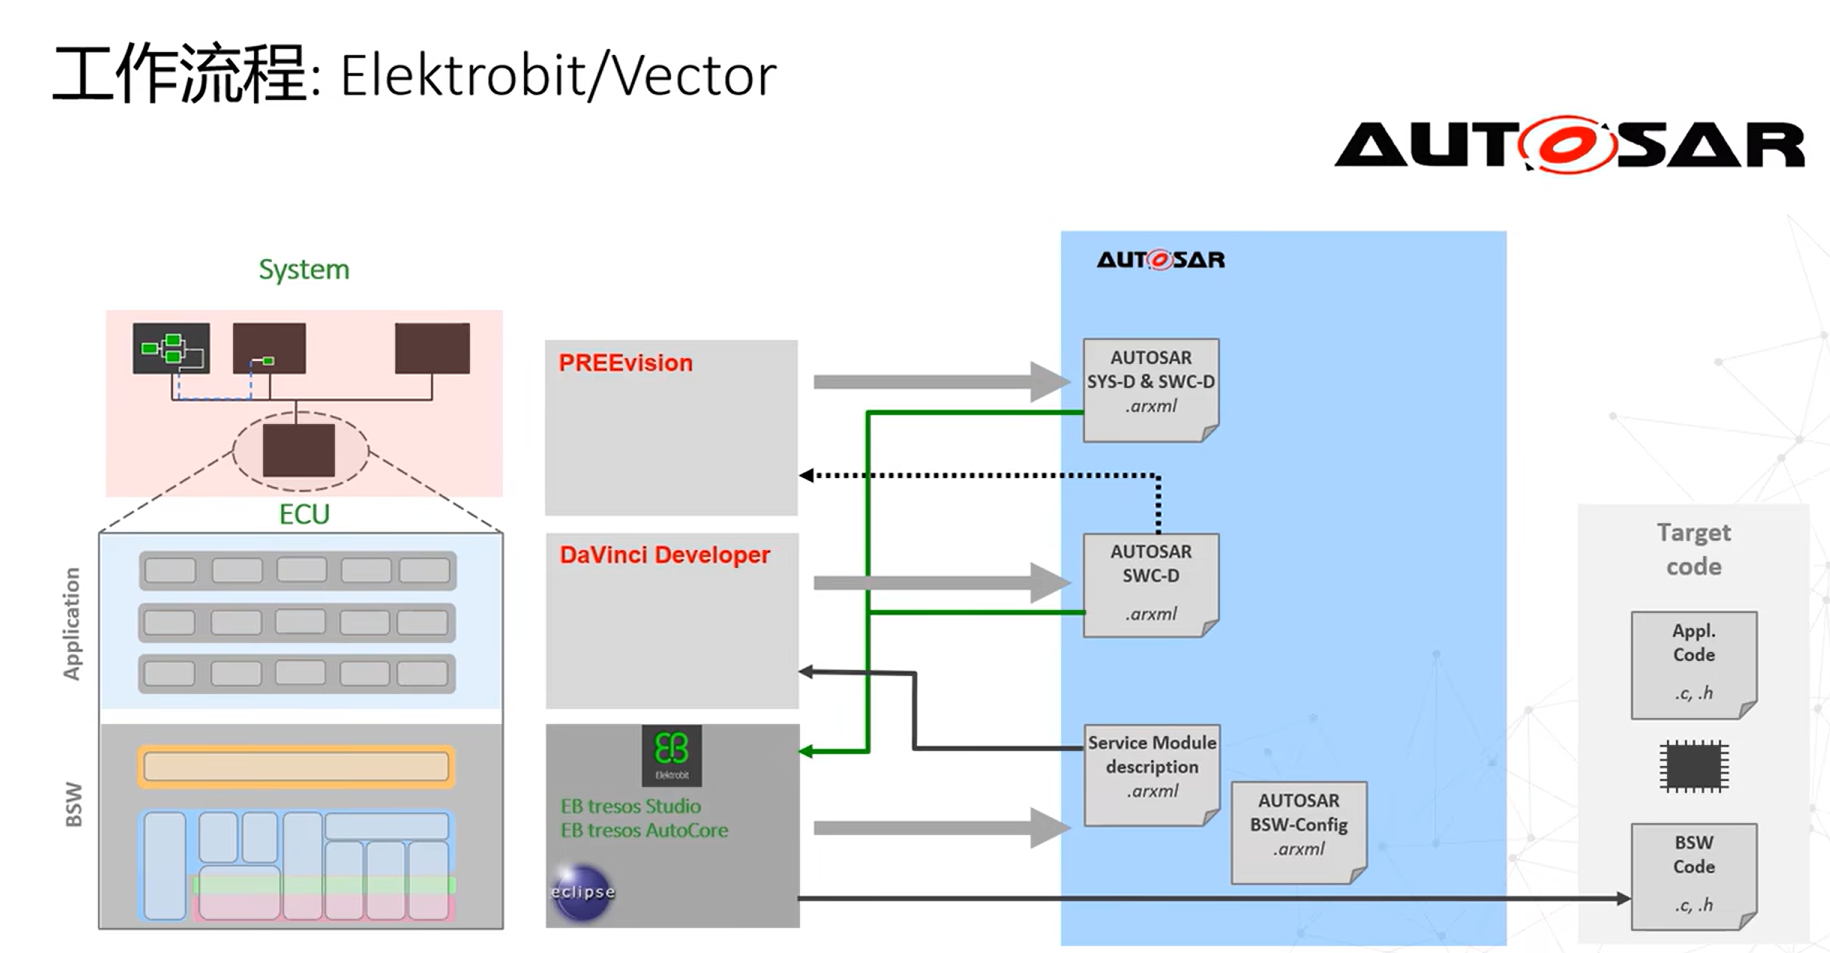 工作流程: Elektrobit/Vector
AUTOSAR
System
ECU
Application
BSW
PREEvision
DaVinci Developer
Elektrobit
EB tresos Studio
EB tresos AutoCore
eclipse
AUTOSAR
AUTOSAR
SYS-D & SWC-D
.arxml
AUTOSAR
SWC-D
.arxml
Service Module
description
.arxml
AUTOSAR
BSW-Config
.arxml
Target
code
Appl.
Code
.c, .h
BSW
Code
.c, .h